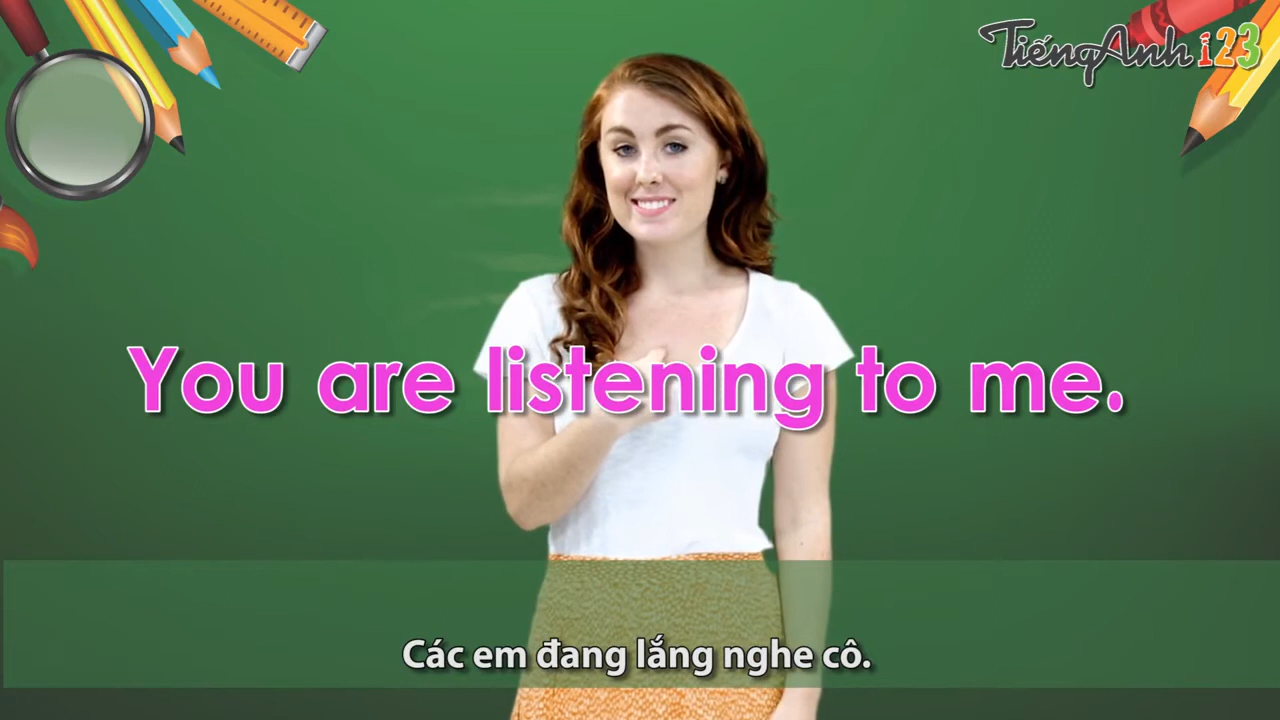 TiếngAnh123
You are listening to me.
Các em đang lắng nghe cô.